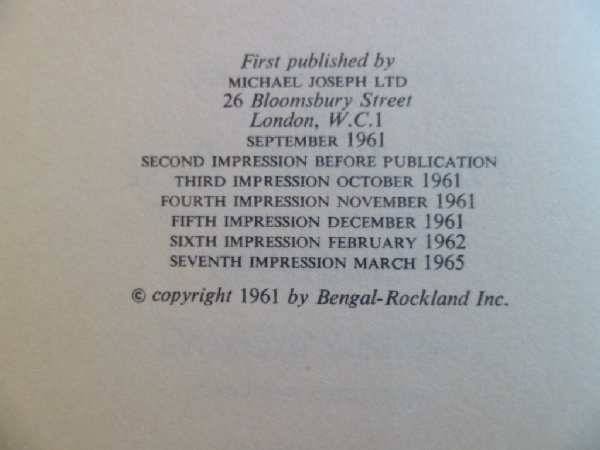 First published by
MICHAEL JOSEPH LTD
26 Bloomsbury Street
London, W.C.1
SEPTEMBER 1961
SECOND IMPRESSION BEFORE PUBLICATION
THIRD IMPRESSION OCTOBER 1961
FOURTH IMPRESSION NOVEMBER 1961
FIFTH IMPRESSION DECEMBER 1961
SIXTH IMPRESSION FEBRUARY 1962
SEVENTH IMPRESSION MARCH 1965
© copyright 1961 by Bengal-Rockland Inc.